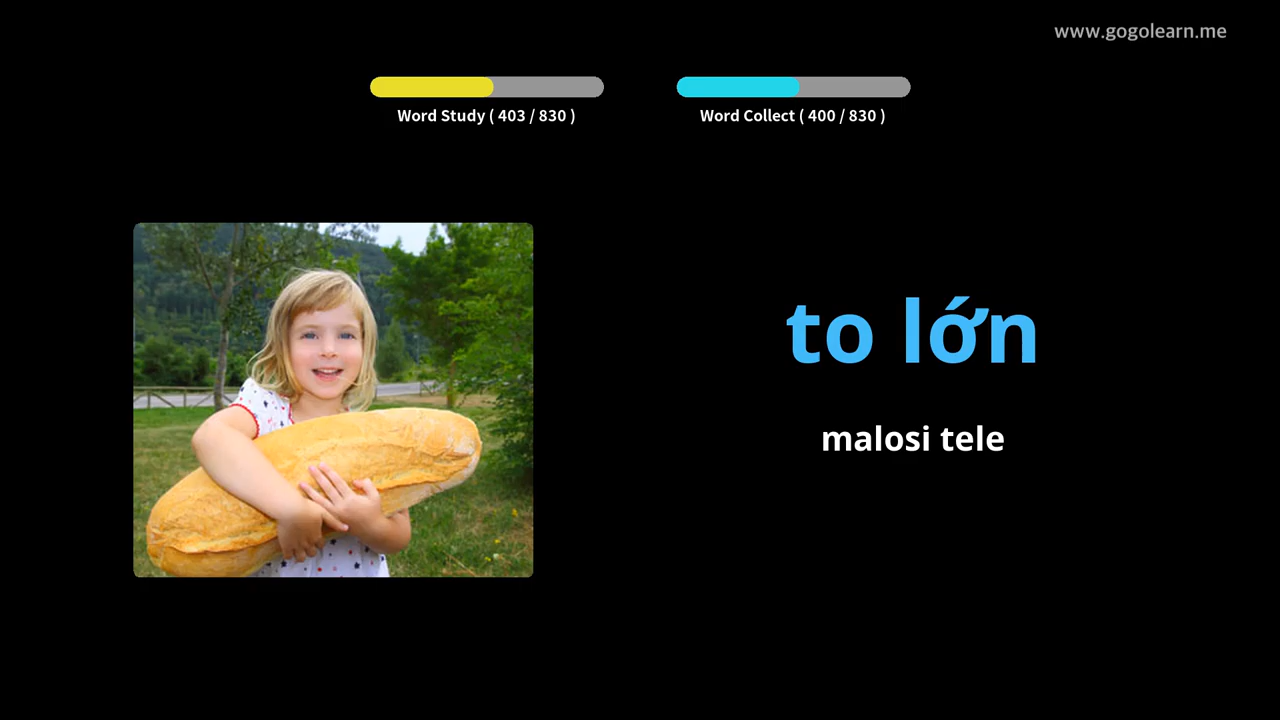 www.gogolearn.me
Word Study ( 403 / 830 )
Word Collect ( 400 / 830 )
to lớn
malosi tele